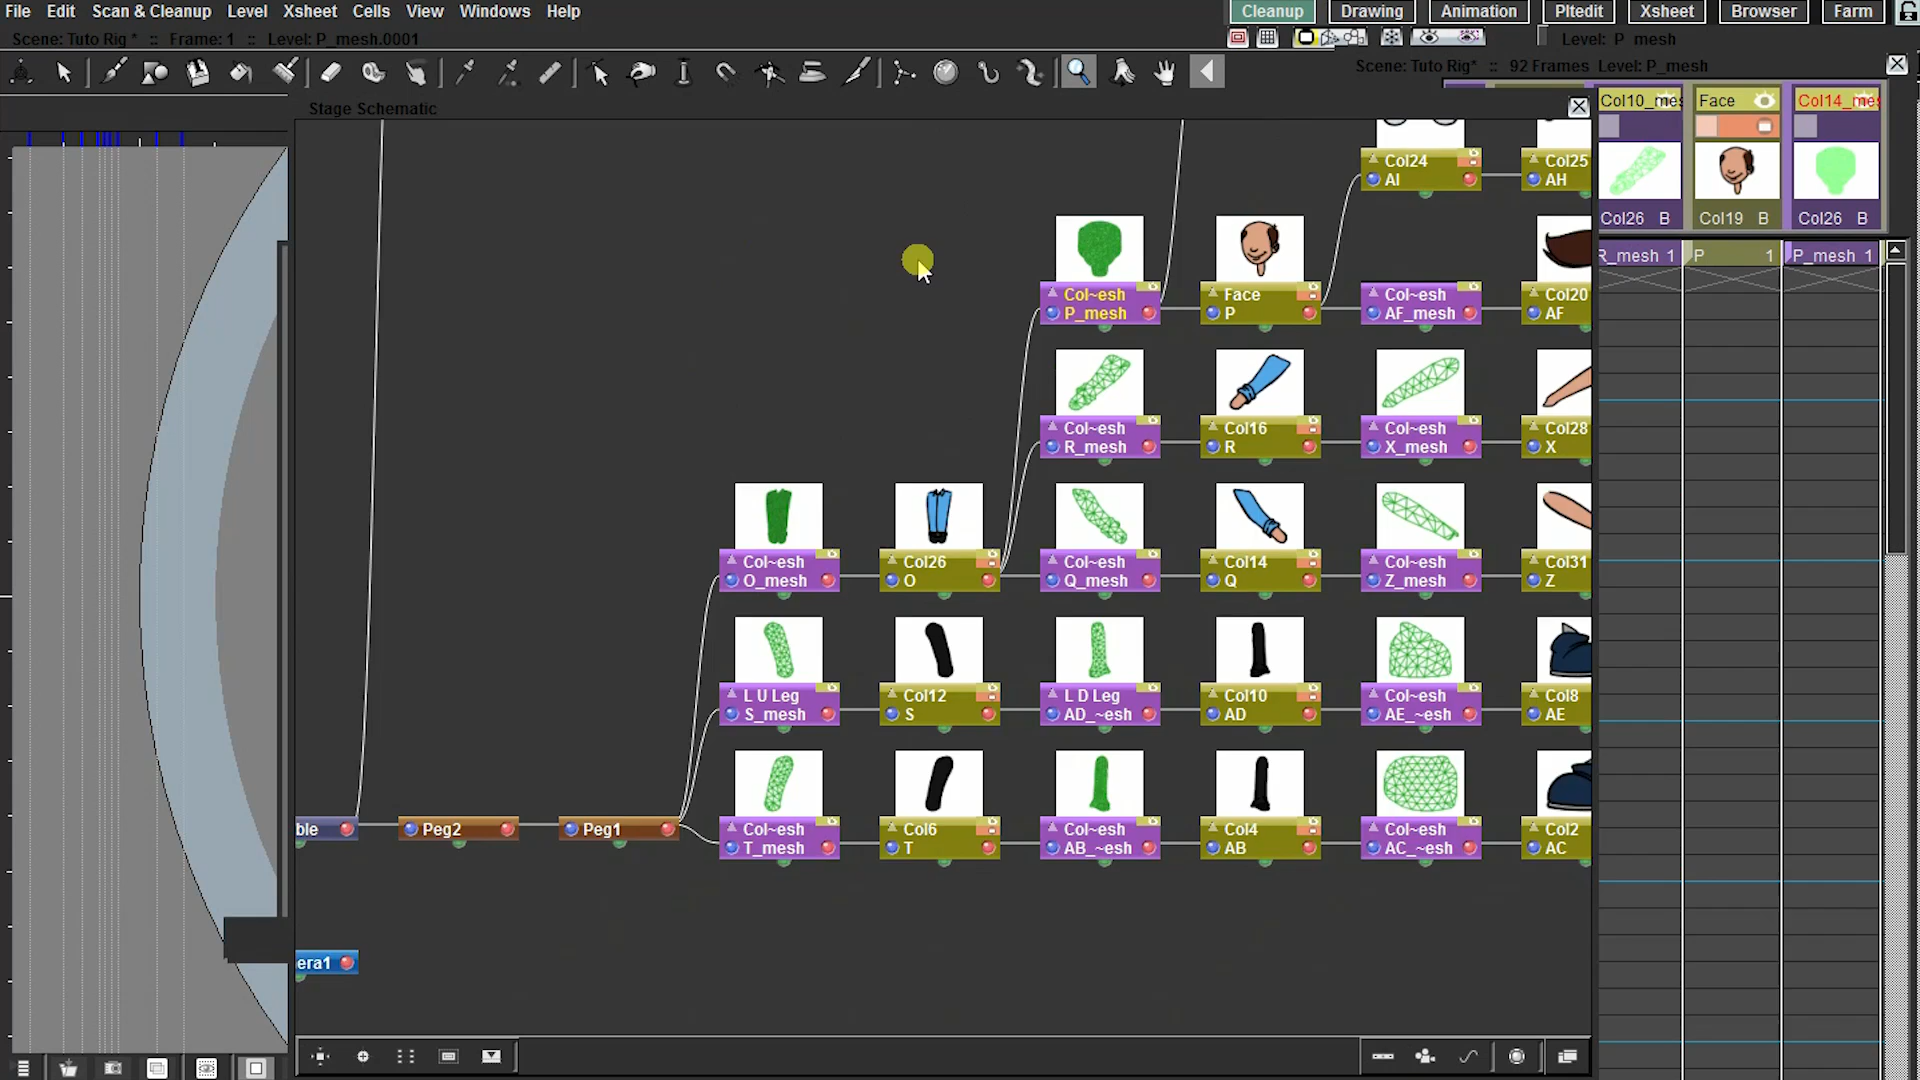 File Edit Scan & Cleanup Level Xsheet Cells View Windows Help
Cleanup Drawing Animation Pltedit Xsheet Browser Farm
Scene: Tuto Rig * :: Frame: 1 :: Level: P_mesh.0001
Level: P_mesh
Scene: Tuto Rig* :: 92 Frames Level: P_mesh
Stage Schematic
Col10_mes Face Col14_mes
Col26 B Col19 B Col26 B
R_mesh 1 P 1 P_mesh 1
Col24
AI
Col25
AH
Col~esh
P_mesh
Face
P
Col~esh
AF_mesh
Col20
AF
Col~esh
R_mesh
Col16
R
Col~esh
X_mesh
Col28
X
Col~esh
O_mesh
Col26
O
Col~esh
Q_mesh
Col14
Q
Col~esh
Z_mesh
Col31
Z
L U Leg
S_mesh
Col12
S
L D Leg
AD_~esh
Col10
AD
Col~esh
AE_~esh
Col8
AE
ble
Peg2
Peg1
Col~esh
T_mesh
Col6
T
Col~esh
AB_~esh
Col4
AB
Col~esh
AC_~esh
Col2
AC
era1